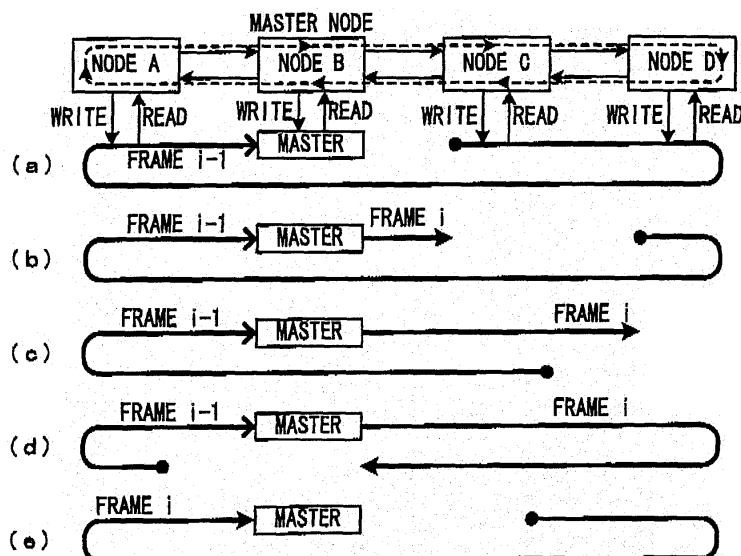 MASTER NODE
NODE A NODE B NODE C NODE D
WRITE READ WRITE READ WRITE READ WRITE READ
(a) FRAME i-1 MASTER
(b) FRAME i-1 MASTER FRAME i
(c) FRAME i-1 MASTER FRAME i
(d) FRAME i-1 MASTER FRAME i
(e) FRAME i MASTER